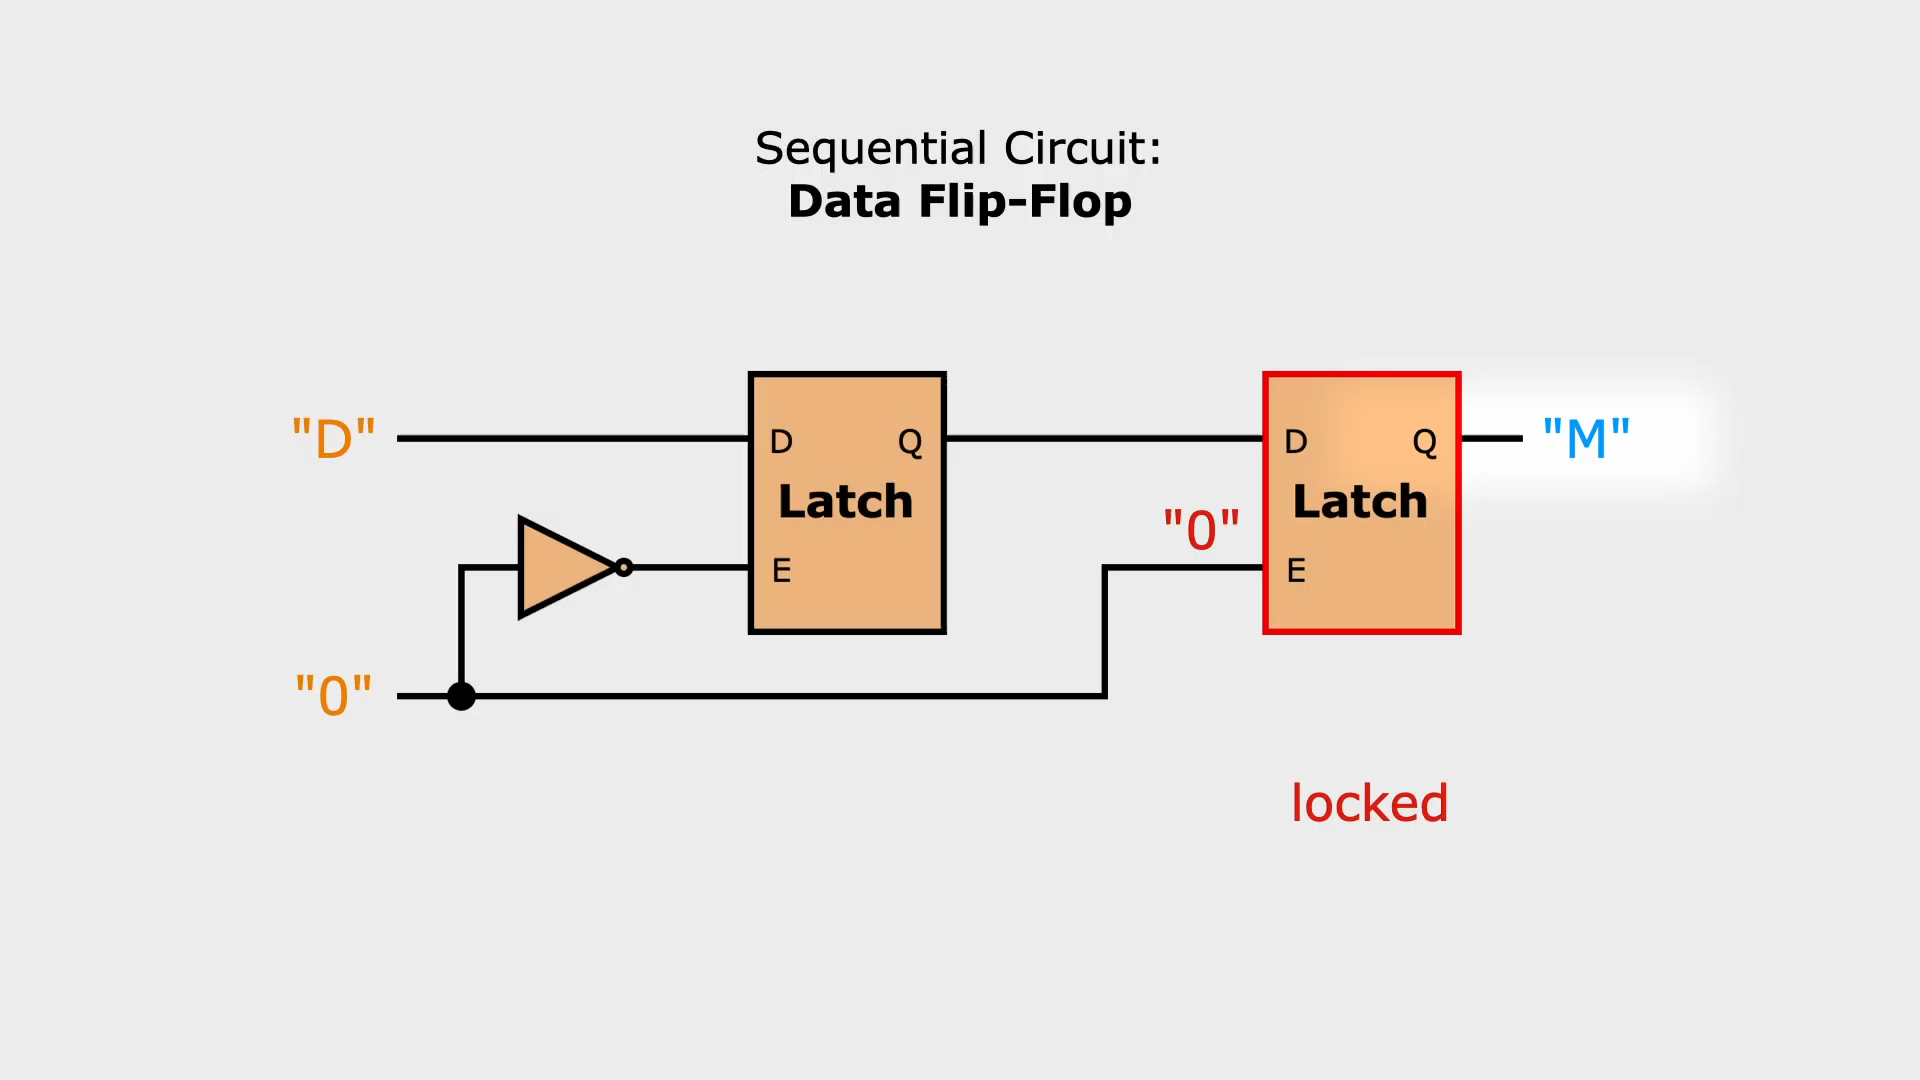 Sequential Circuit:
Data Flip-Flop
"D"
D
Q
Latch
E
"0"
D
Q
Latch
E
"M"
"0"
locked